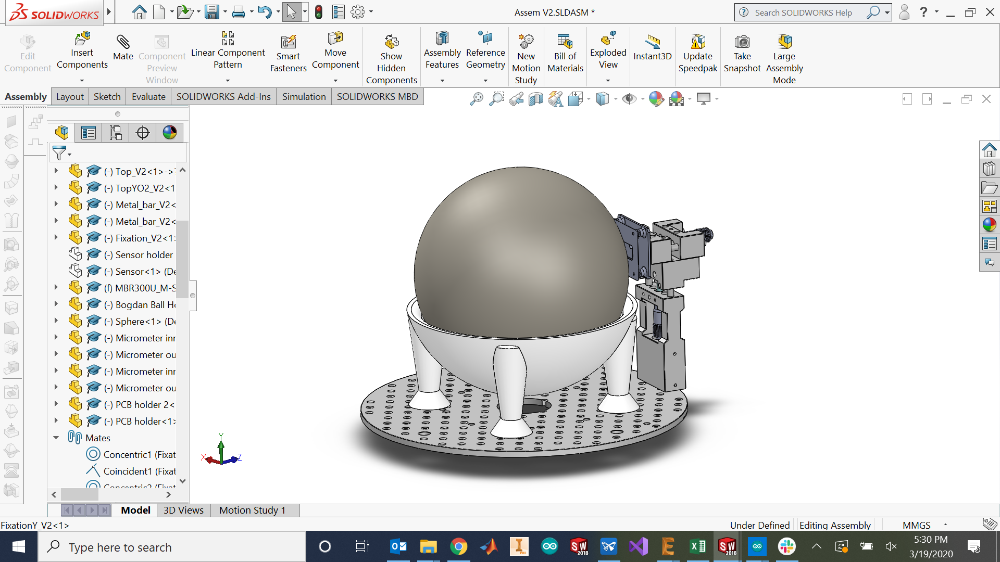 SOLIDWORKS
Assem V2.SLDASM *
Search SOLIDWORKS Help
Edit Component
Insert Components
Mate
Component Preview Window
Linear Component Pattern
Smart Fasteners
Move Component
Show Hidden Components
Assembly Features
Reference Geometry
New Motion Study
Bill of Materials
Exploded View
Instant3D
Update Speedpak
Take Snapshot
Large Assembly Mode
Assembly
Layout
Sketch
Evaluate
SOLIDWORKS Add-Ins
Simulation
SOLIDWORKS MBD
(-) Top_V2<1>->
(-) TopYO2_V2<1
(-) Metal_bar_V2<
(-) Metal_bar_V2<
(-) Fixation_V2<1>
(-) Sensor holder
(-) Sensor<1> (De
(f) MBR300U_M-S
(-) Bogdan Ball Ho
(-) Sphere<1> (De
(-) Micrometer inn
(-) Micrometer ou
(-) Micrometer inn
(-) Micrometer ou
(-) PCB holder 2<
(-) PCB holder<1>
Mates
Concentric1 (Fixat
Coincident1 (Fixat
Concentric2 (Fixat
Y
X
Z
Model
3D Views
Motion Study 1
FixationY_V2<1>
Under Defined
Editing Assembly
MMGS
Type here to search
5:30 PM
3/19/2020